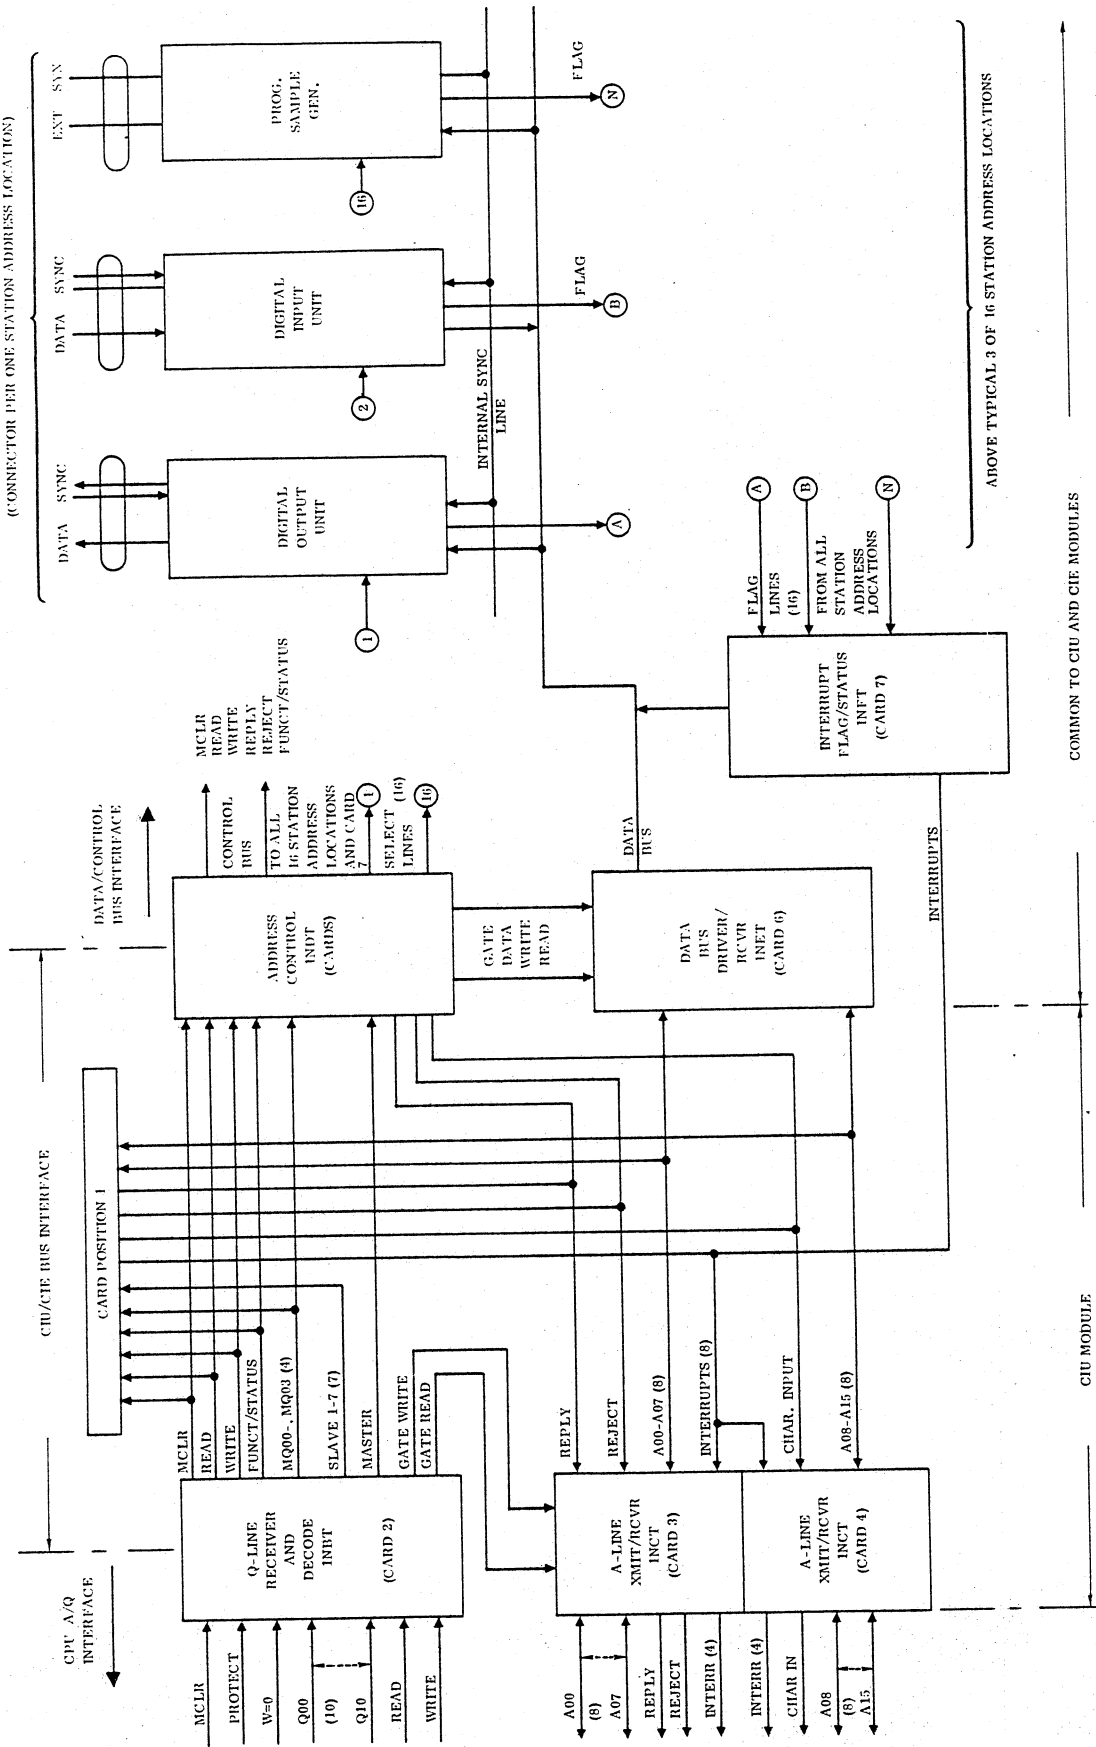 CPU A/Q
INTERFACE
CIU/CIE BUS INTERFACE
DATA/CONTROL
BUS INTERFACE
(CONNECTOR PER ONE STATION ADDRESS LOCATION)
CARD POSITION 1
MCLR
PROTECT
W=0
Q00
(10)
Q10
READ
WRITE
Q-LINE
RECEIVER
AND
DECODE
1NBT
(CARD 2)
MCLR
READ
WRITE
FUNCT/STATUS
MQ00-, MQ03 (4)
SLAVE 1-7 (7)
MASTER
GATE WRITE
GATE READ
ADDRESS
CONTROL
1NDT
(CARD5)
MCLR
READ
WRITE
REPLY
REJECT
FUNCT/STATUS
CONTROL
BUS
TO ALL
16 STATION
ADDRESS
LOCATIONS
AND CARD
7
SELECT (16)
LINES
1
16
GATE
DATA
WRITE
READ
A00
(8)
A07
REPLY
REJECT
INTERR (4)
INTERR (4)
CHAR IN
A08
(8)
A15
A-LINE
XMIT/RCVR
1NCT
(CARD 3)
A-LINE
XMIT/RCVR
1NCT
(CARD 4)
REPLY
REJECT
A00-A07 (8)
INTERRUPTS (8)
CHAR. INPUT
A08-A15 (8)
DATA
BUS
DRIVER/
RCVR
1NET
(CARD 6)
DATA
BUS
INTERRUPTS
INTERRUPT
FLAG/STATUS
1NFT
(CARD 7)
FLAG
LINES
(16)
FROM ALL
STATION
ADDRESS
LOCATIONS
A
B
N
DATA
SYNC
DIGITAL
OUTPUT
UNIT
1
A
INTERNAL SYNC
LINE
DATA
SYNC
DIGITAL
INPUT
UNIT
2
FLAG
B
EXT SYN
PROG.
SAMPLE
GEN.
16
FLAG
N
ABOVE TYPICAL 3 OF 16 STATION ADDRESS LOCATIONS
CIU MODULE
COMMON TO CIU AND CIE MODULES